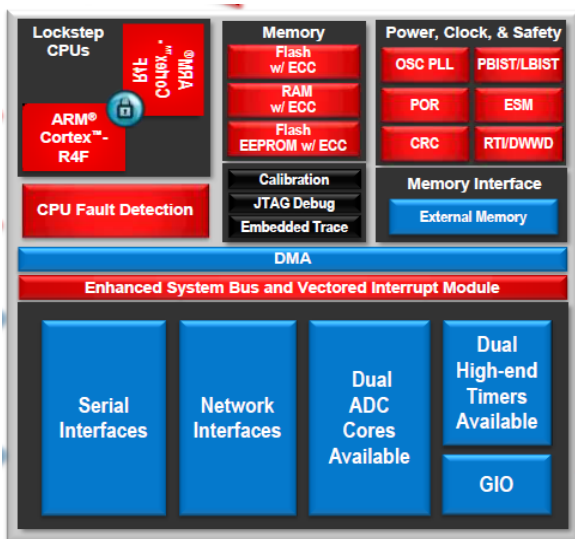 Lockstep
CPUs
ARM®
Cortex™-
R4F
ARM®
Cortex™-
R4F
CPU Fault Detection
Memory
Flash
w/ ECC
RAM
w/ ECC
Flash
EEPROM w/ ECC
Calibration
JTAG Debug
Embedded Trace
Power, Clock, & Safety
OSC PLL
PBIST/LBIST
POR
ESM
CRC
RTI/DWWD
Memory Interface
External Memory
DMA
Enhanced System Bus and Vectored Interrupt Module
Serial
Interfaces
Network
Interfaces
Dual
ADC
Cores
Available
Dual
High-end
Timers
Available
GIO